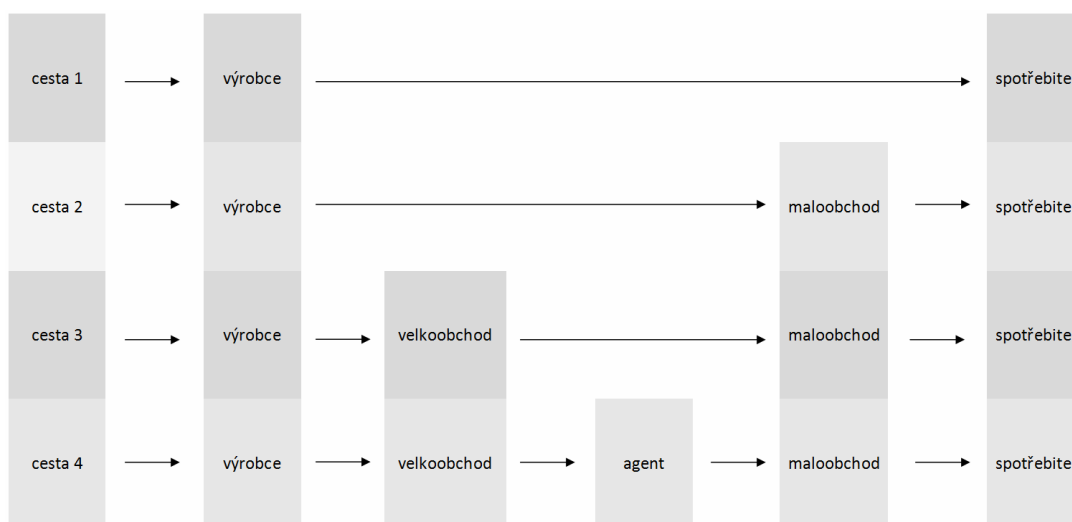 cesta 1 výrobce spotřebite
cesta 2 výrobce maloobchod spotřebite
cesta 3 výrobce velkoobchod maloobchod spotřebite
cesta 4 výrobce velkoobchod agent maloobchod spotřebite